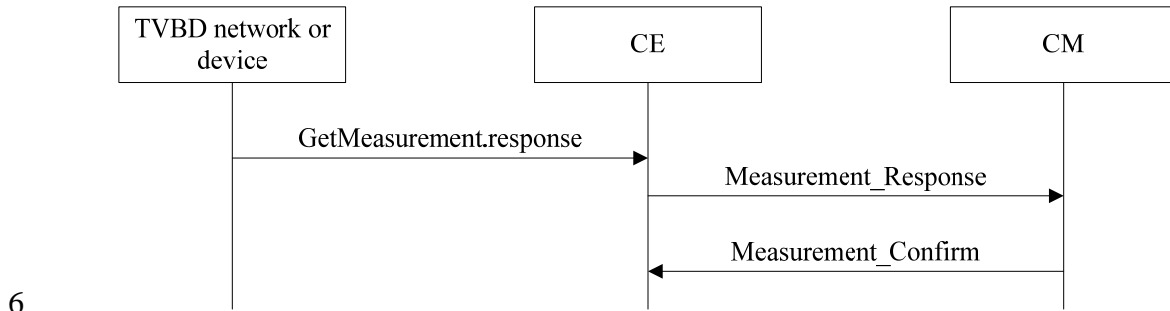 TVBD network or
device
CE
CM
GetMeasurement.response
Measurement_Response
Measurement_Confirm
6